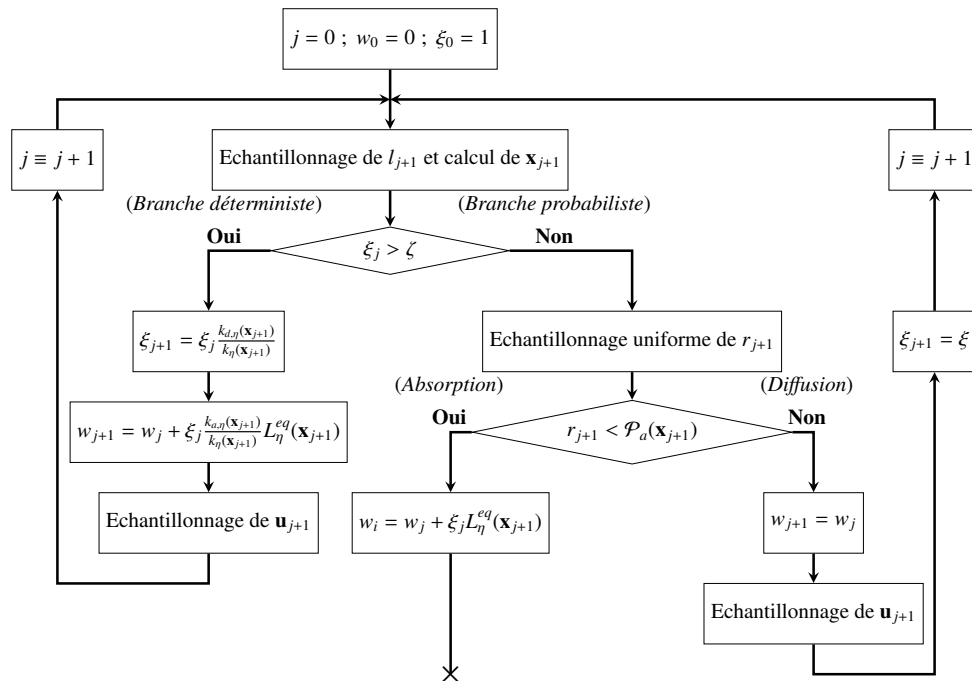 j = 0 ; w₀ = 0 ; ξ₀ = 1
j ≡ j + 1
Echantillonnage de l_{j+1} et calcul de 𝐱_{j+1}
j ≡ j + 1
(Branche déterministe)
(Branche probabiliste)
Oui
ξ_j > ζ
Non
ξ_{j+1} = ξ_j \frac{k_{d,η}(𝐱_{j+1})}{k_η(𝐱_{j+1})}
Echantillonnage uniforme de r_{j+1}
ξ_{j+1} = ξ
(Absorption)
(Diffusion)
w_{j+1} = w_j + ξ_j \frac{k_{a,η}(𝐱_{j+1})}{k_η(𝐱_{j+1})} L_η^{eq}(𝐱_{j+1})
Oui
r_{j+1} < 𝒫_a(𝐱_{j+1})
Non
Echantillonnage de 𝐮_{j+1}
w_i = w_j + ξ_j L_η^{eq}(𝐱_{j+1})
w_{j+1} = w_j
Echantillonnage de 𝐮_{j+1}